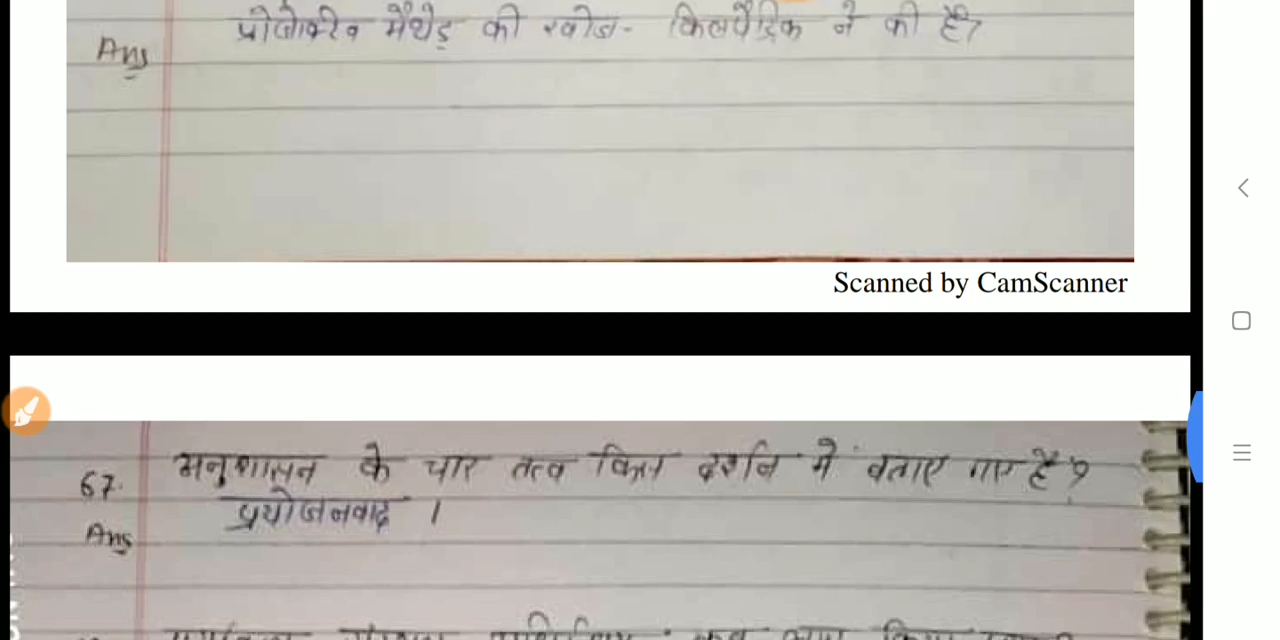 प्रोजेक्टिव मैथेड़ की खोज- किलपैट्रिक ने की है?
Ans
Scanned by CamScanner
67. अनुशासन के चार तत्व किस दर्शन में बताए गए है?
Ans प्रयोजनवाद ।